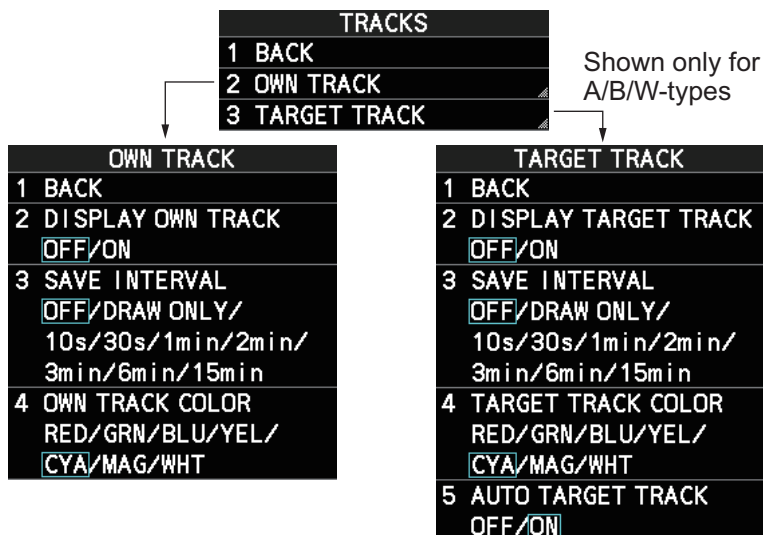 TRACKS
1 BACK
2 OWN TRACK
3 TARGET TRACK
Shown only for
A/B/W-types
OWN TRACK
1 BACK
2 DISPLAY OWN TRACK
OFF/ON
3 SAVE INTERVAL
OFF/DRAW ONLY/
10s/30s/1min/2min/
3min/6min/15min
4 OWN TRACK COLOR
RED/GRN/BLU/YEL/
CYA/MAG/WHT
TARGET TRACK
1 BACK
2 DISPLAY TARGET TRACK
OFF/ON
3 SAVE INTERVAL
OFF/DRAW ONLY/
10s/30s/1min/2min/
3min/6min/15min
4 TARGET TRACK COLOR
RED/GRN/BLU/YEL/
CYA/MAG/WHT
5 AUTO TARGET TRACK
OFF/ON